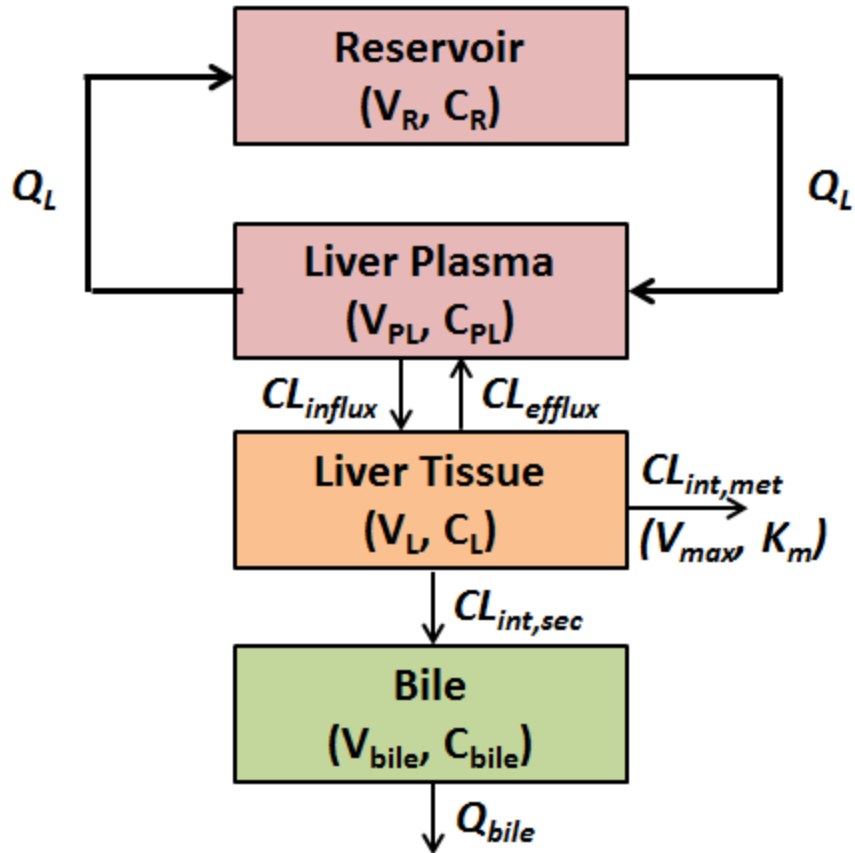 Reservoir
(V_R, C_R)
Q_L
Q_L
Liver Plasma
(V_PL, C_PL)
CL_influx
CL_efflux
Liver Tissue
(V_L, C_L)
CL_int,met
(V_max, K_m)
CL_int,sec
Bile
(V_bile, C_bile)
Q_bile